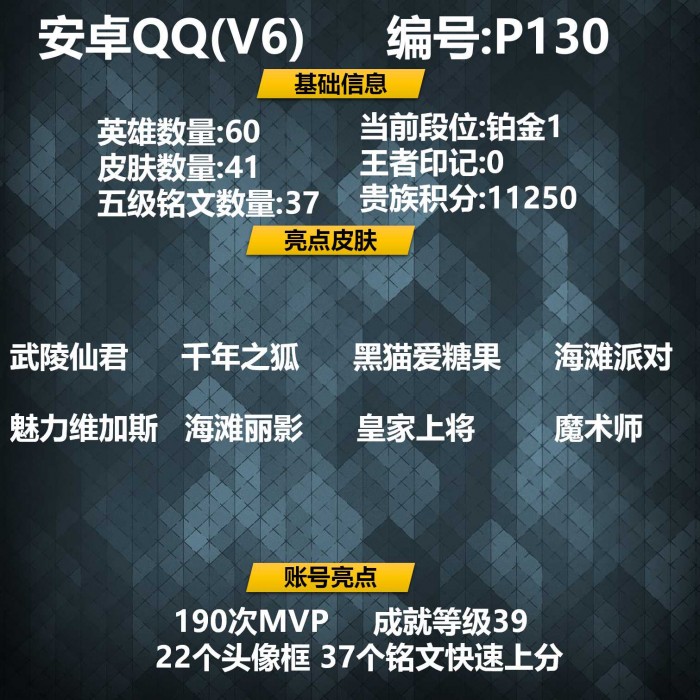 安卓QQ(V6) 编号:P130
基础信息
英雄数量:60 当前段位:铂金1
皮肤数量:41 王者印记:0
五级铭文数量:37 贵族积分:11250
亮点皮肤
武陵仙君 千年之狐 黑猫爱糖果 海滩派对
魅力维加斯 海滩丽影 皇家上将 魔术师
账号亮点
190次MVP 成就等级39
22个头像框 37个铭文快速上分